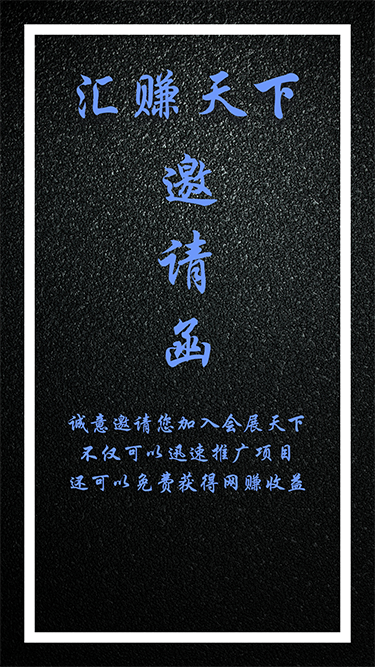 汇赚天下
邀
请
函
诚意邀请您加入会展天下
不仅可以迅速推广项目
还可以免费获得网赚收益